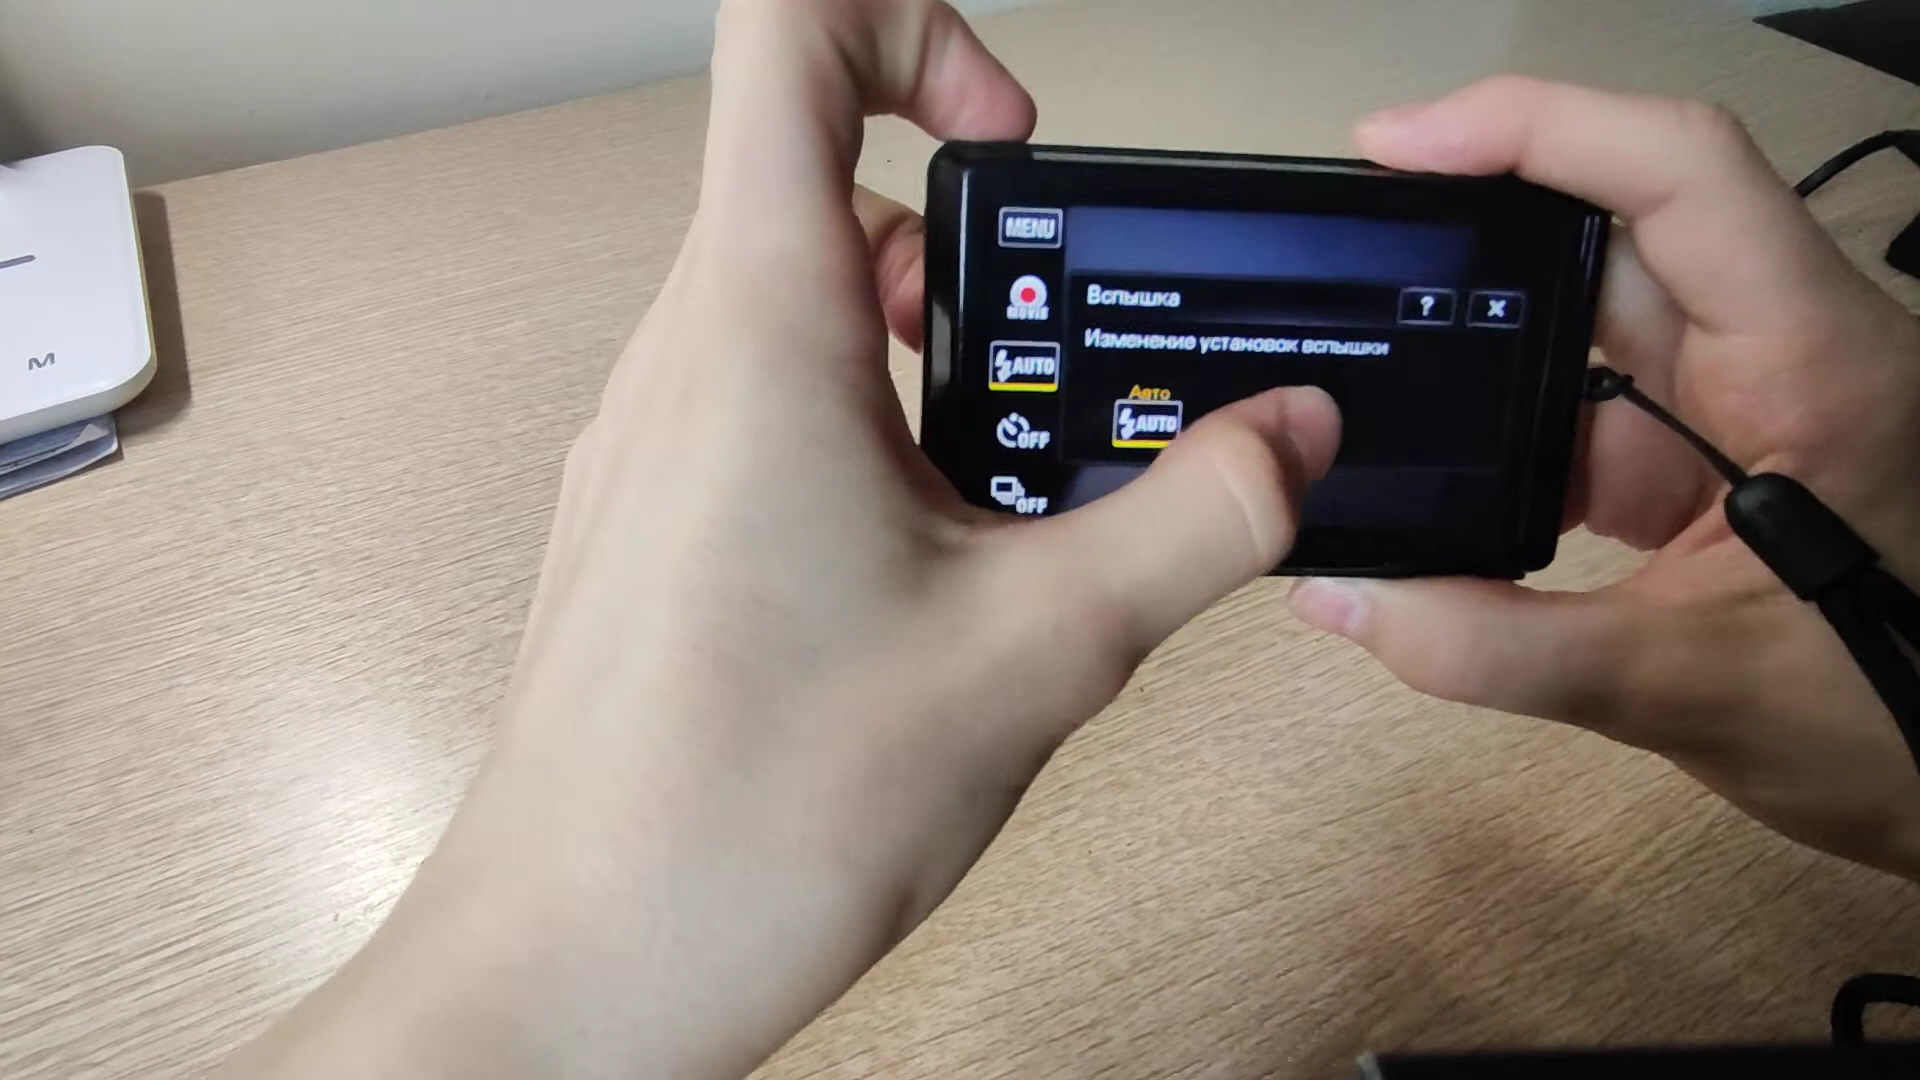 MENU
MOVIE
AUTO
OFF
OFF
Вспышка
?
X
Изменение установок вспышки
Авто
AUTO
M